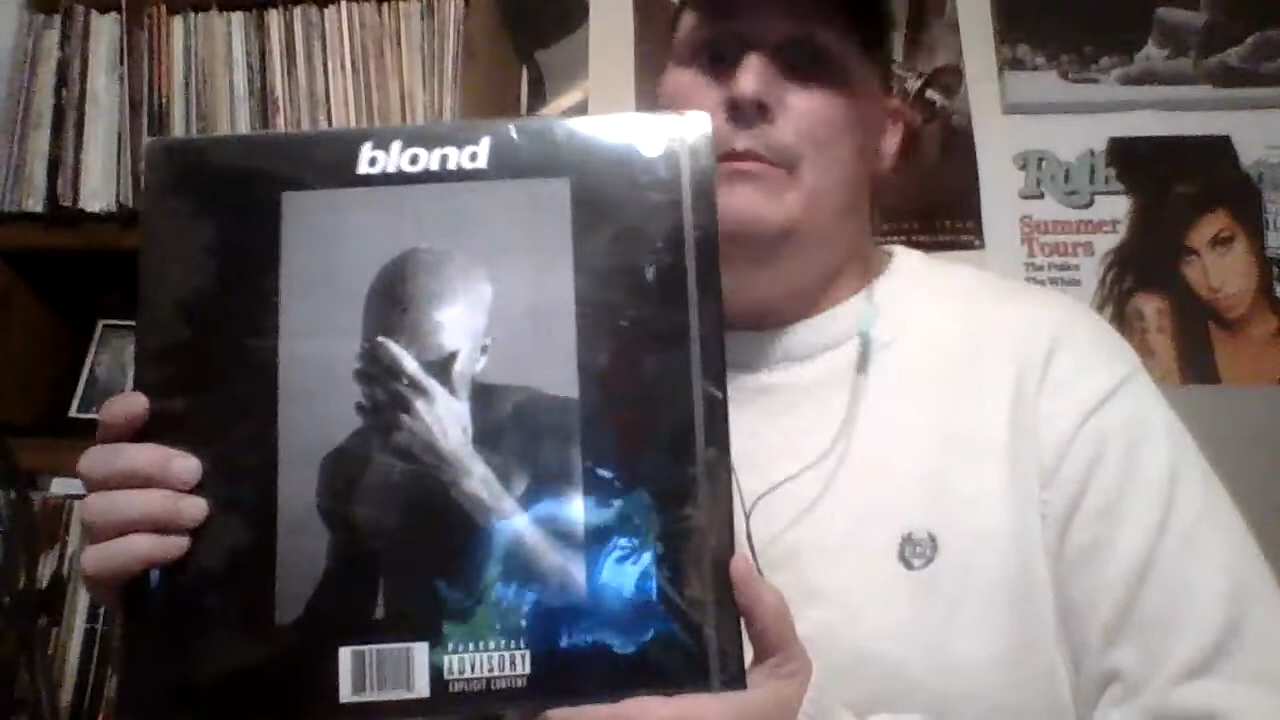 blond
PARENTAL
ADVISORY
EXPLICIT CONTENT
Summer
Tours
The Police
The White